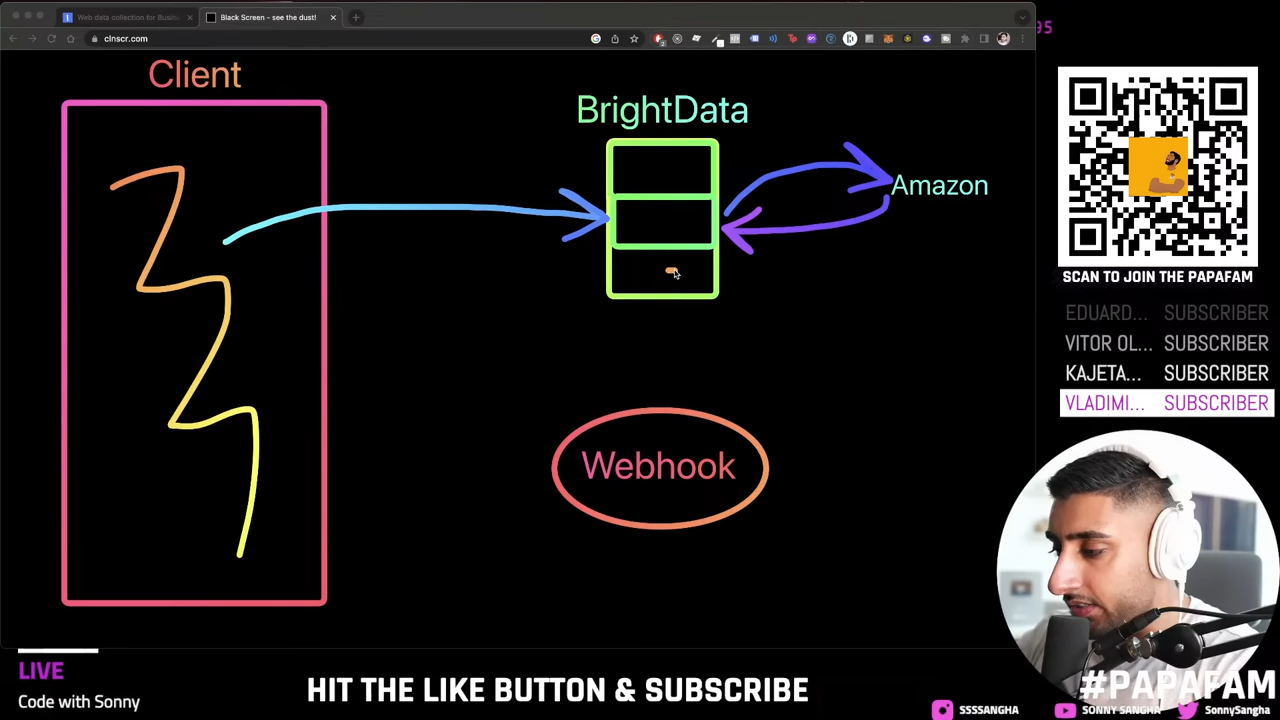 Web data collection for Busin
Black Screen - see the dust!
clnscr.com
95
Client
BrightData
Amazon
Webhook
SCAN TO JOIN THE PAPAFAM
EDUARD... SUBSCRIBER
VITOR OL... SUBSCRIBER
KAJETA... SUBSCRIBER
VLADIMI... SUBSCRIBER
LIVE
Code with Sonny
HIT THE LIKE BUTTON & SUBSCRIBE
#PAPAFAM
SSSSANGHA
SONNY SANGHA
SonnySangha